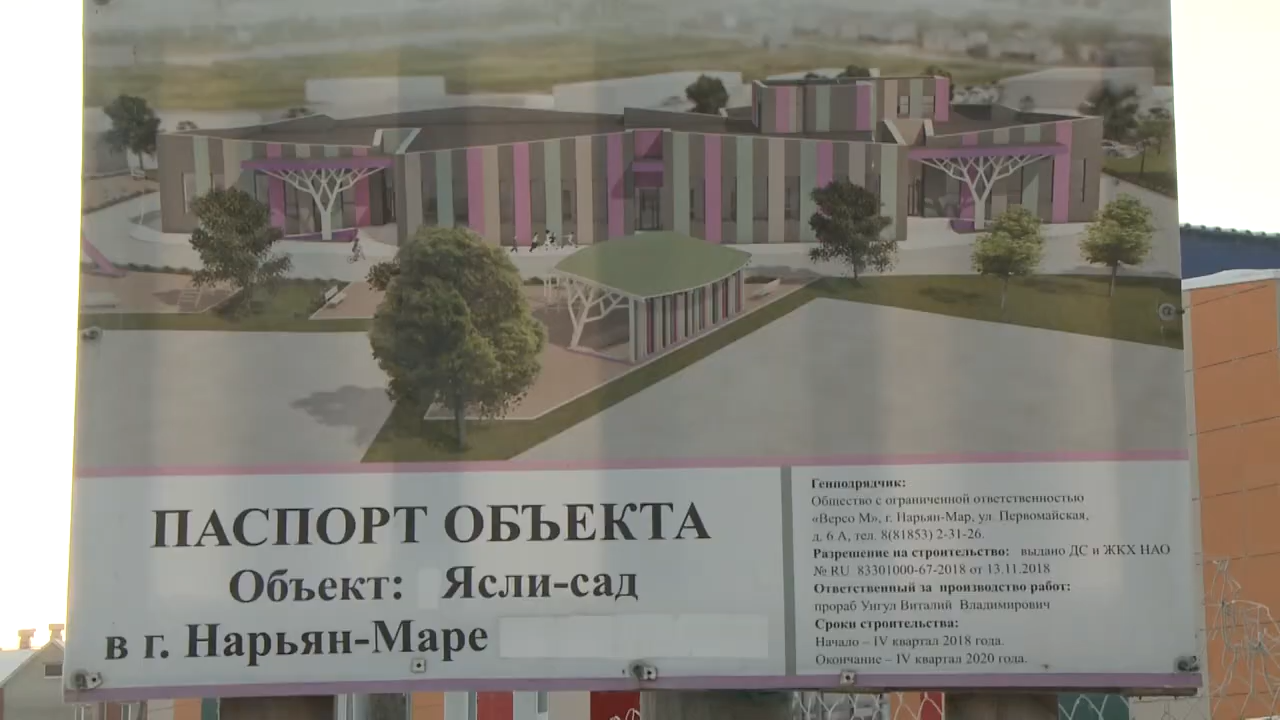 ПАСПОРТ ОБЪЕКТА
Объект: Ясли-сад
в г. Нарьян-Маре
Генподрядчик:
Общество с ограниченной ответственностью
«Версо М», г. Нарьян-Мар, ул. Первомайская,
д. 6 А, тел. 8(81853) 2-31-26.
Разрешение на строительство: выдано ДС и ЖКХ НАО
№ RU 83301000-67-2018 от 13.11.2018
Ответственный за производство работ:
прораб Унгул Виталий Владимирович
Сроки строительства:
Начало – IV квартал 2018 года.
Окончание – IV квартал 2020 года.